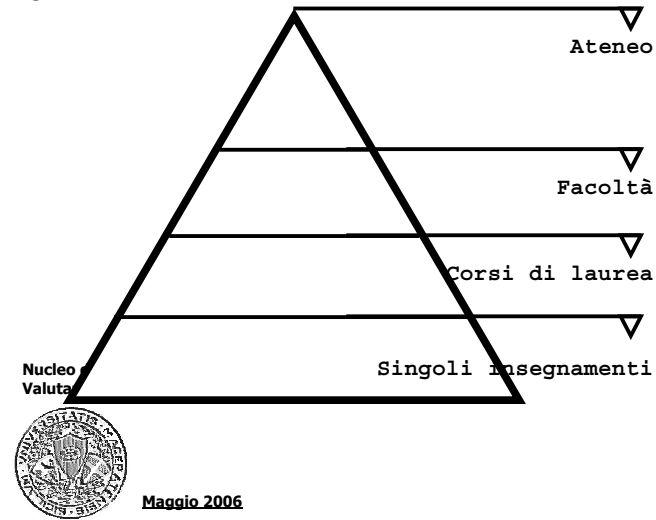 Ateneo
Facoltà
Corsi di laurea
Singoli insegnamenti
Nucleo
Maggio 2006